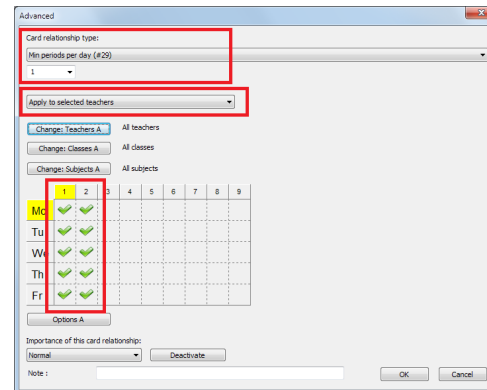 Advanced
Card relationship type:
Min periods per day (#29)
1
Apply to selected teachers
Change: Teachers A All teachers
Change: Classes A All classes
Change: Subjects A All subjects
1 2 3 4 5 6 7 8 9
Mo
Tu
We
Th
Fr
Options A
Importance of this card relationship:
Normal Deactivate
Note :
OK Cancel